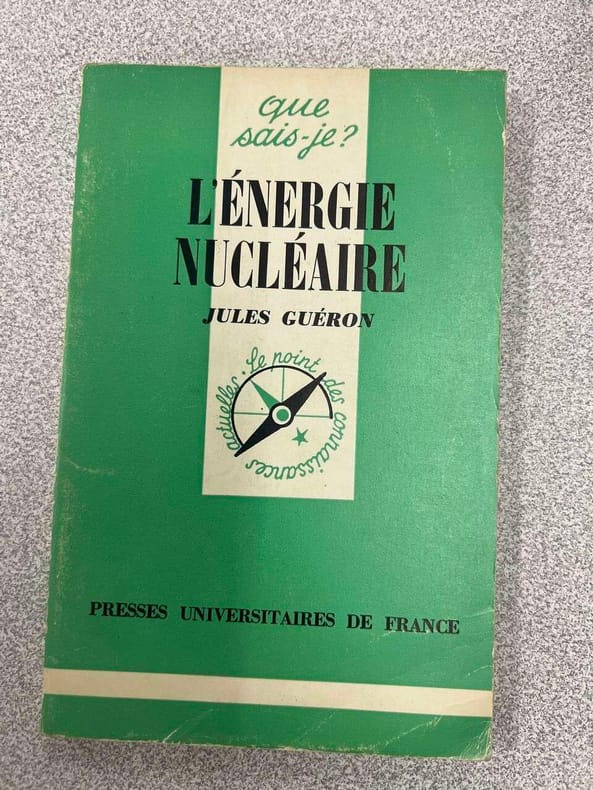 que
sais-je?
L'ÉNERGIE
NUCLÉAIRE
JULES GUÉRON
Le point des connaissances actuelles.
PRESSES UNIVERSITAIRES DE FRANCE